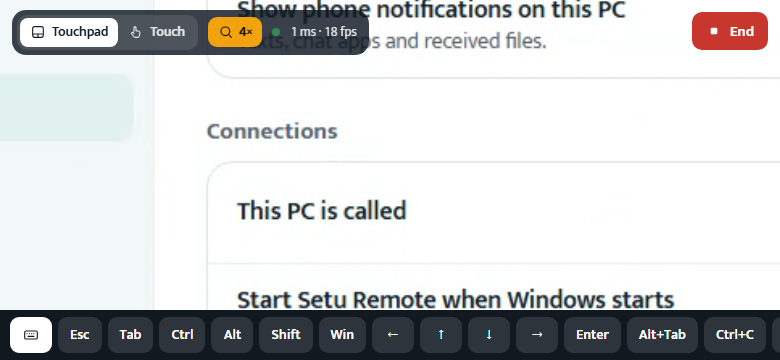 Show phone notifications on this PC
Touchpad Touch 4× 1 ms · 18 fps End
texts, chat apps and received files.
Connections
This PC is called
Start Setu Remote when Windows starts
Esc Tab Ctrl Alt Shift Win ← ↑ ↓ → Enter Alt+Tab Ctrl+C